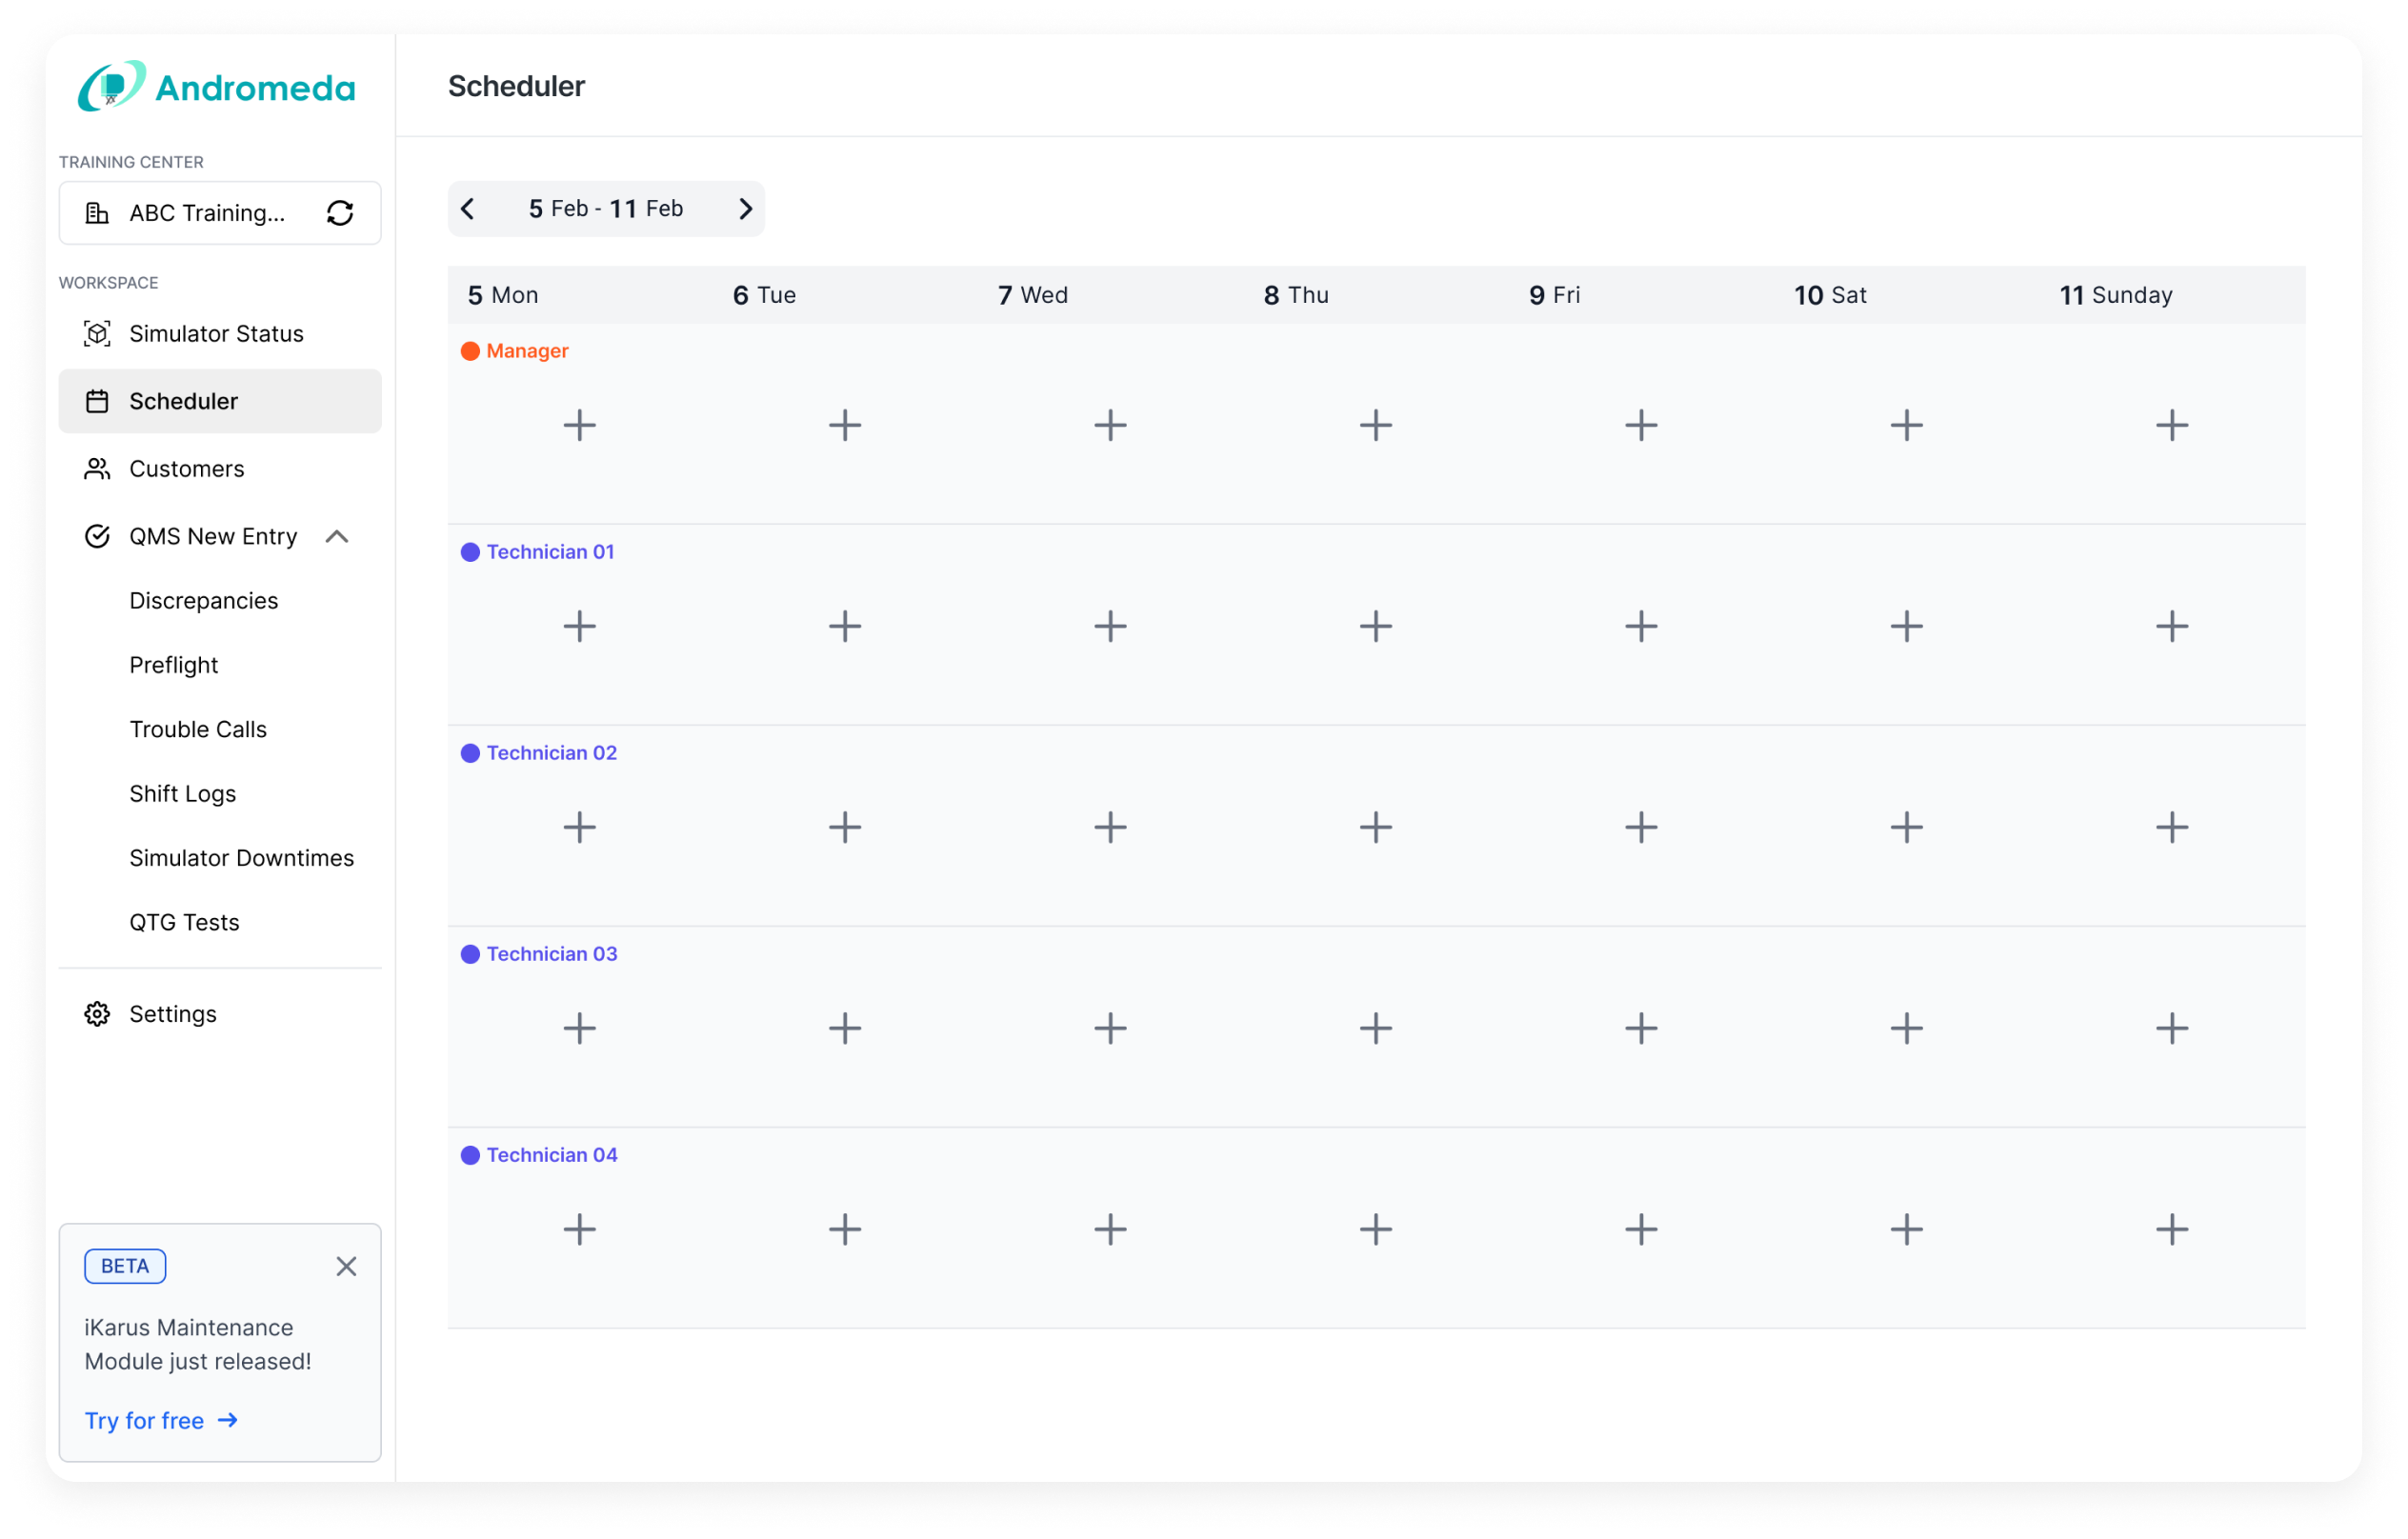 Andromeda
TRAINING CENTER
ABC Training...
WORKSPACE
Simulator Status
Scheduler
Customers
QMS New Entry
Discrepancies
Preflight
Trouble Calls
Shift Logs
Simulator Downtimes
QTG Tests
Settings
BETA
iKarus Maintenance
Module just released!
Try for free
Scheduler
5 Feb - 11 Feb
5 Mon 6 Tue 7 Wed 8 Thu 9 Fri 10 Sat 11 Sunday
Manager
Technician 01
Technician 02
Technician 03
Technician 04